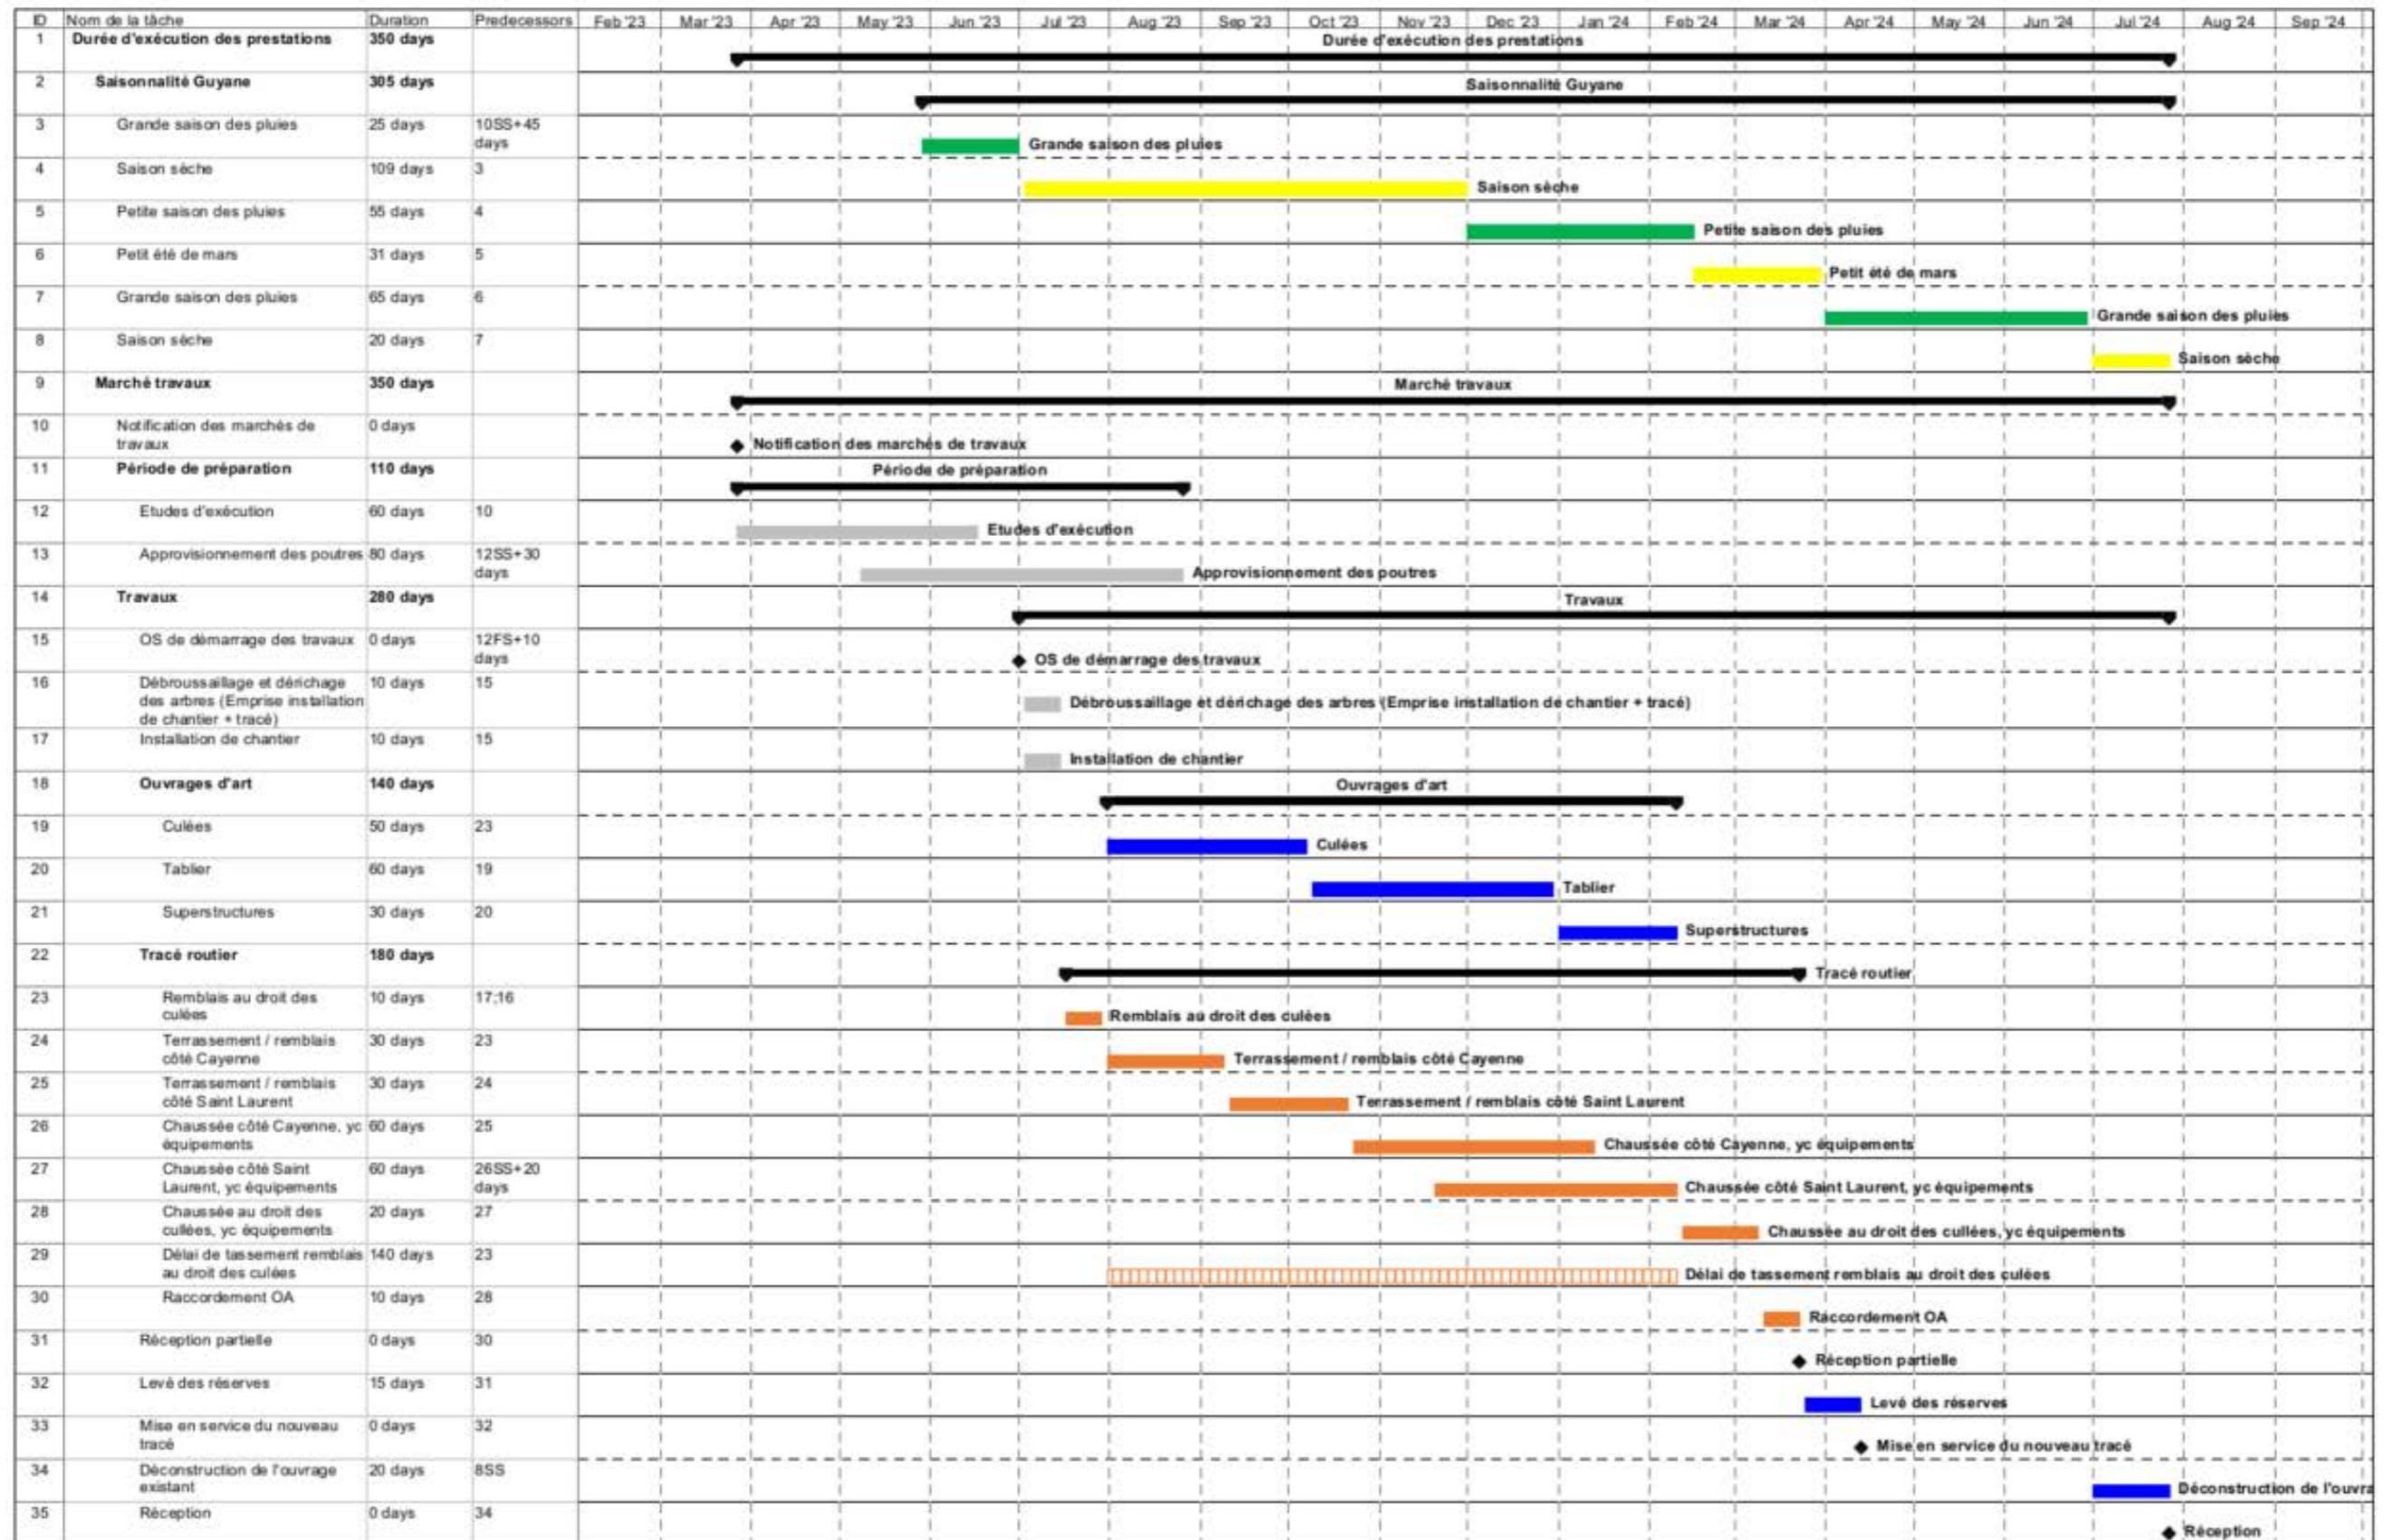 ID Nom de la tâche Duration Predecessors Feb '23 Mar '23 Apr '23 May '23 Jun '23 Jul '23 Aug '23 Sep '23 Oct '23 Nov '23 Dec '23 Jan '24 Feb '24 Mar '24 Apr '24 May '24 Jun '24 Jul '24 Aug '24 Sep '24
1 Durée d'exécution des prestations 350 days Durée d'exécution des prestations
2 Saisonnalité Guyane 305 days Saisonnalité Guyane
3 Grande saison des pluies 25 days 10SS+45
days
Grande saison des pluies
4 Saison sèche 109 days 3
Saison sèche
5 Petite saison des pluies 55 days 4
Petite saison des pluies
6 Petit été de mars 31 days 5
Petit été de mars
7 Grande saison des pluies 65 days 6
Grande saison des pluies
8 Saison sèche 20 days 7
Saison sèche
9 Marché travaux 350 days Marché travaux
10 Notification des marchés de 0 days
travaux
Notification des marchés de travaux
11 Période de préparation 110 days Période de préparation
12 Etudes d'exécution 60 days 10
Etudes d'exécution
13 Approvisionnement des poutres 80 days 12SS+30
days
Approvisionnement des poutres
14 Travaux 280 days Travaux
15 OS de démarrage des travaux 0 days 12FS+10
days
OS de démarrage des travaux
16 Débroussaillage et dérichage 10 days 15
des arbres (Emprise installation
de chantier + tracé)
Débroussaillage et dérichage des arbres (Emprise installation de chantier + tracé)
17 Installation de chantier 10 days 15
Installation de chantier
18 Ouvrages d'art 140 days Ouvrages d'art
19 Culées 50 days 23
Culées
20 Tablier 60 days 19
Tablier
21 Superstructures 30 days 20
Superstructures
22 Tracé routier 180 days
Tracé routier
23 Remblais au droit des 10 days 17;16
culées
Remblais au droit des culées
24 Terrassement / remblais 30 days 23
côté Cayenne
Terrassement / remblais côté Cayenne
25 Terrassement / remblais 30 days 24
côté Saint Laurent
Terrassement / remblais côté Saint Laurent
26 Chaussée côté Cayenne, yc 60 days 25
équipements
Chaussée côté Cayenne, yc équipements
27 Chaussée côté Saint 60 days 26SS+20
Laurent, yc équipements days
Chaussée côté Saint Laurent, yc équipements
28 Chaussée au droit des 20 days 27
cullées, yc équipements
Chaussée au droit des cullées, yc équipements
29 Délai de tassement remblais 140 days 23
au droit des culées
Délai de tassement remblais au droit des culées
30 Raccordement OA 10 days 28
Raccordement OA
31 Réception partielle 0 days 30
Réception partielle
32 Levé des réserves 15 days 31
Levé des réserves
33 Mise en service du nouveau 0 days 32
tracé
Mise en service du nouveau tracé
34 Déconstruction de l'ouvrage 20 days 8SS
existant
Déconstruction de l'ouvra
35 Réception 0 days 34
Réception